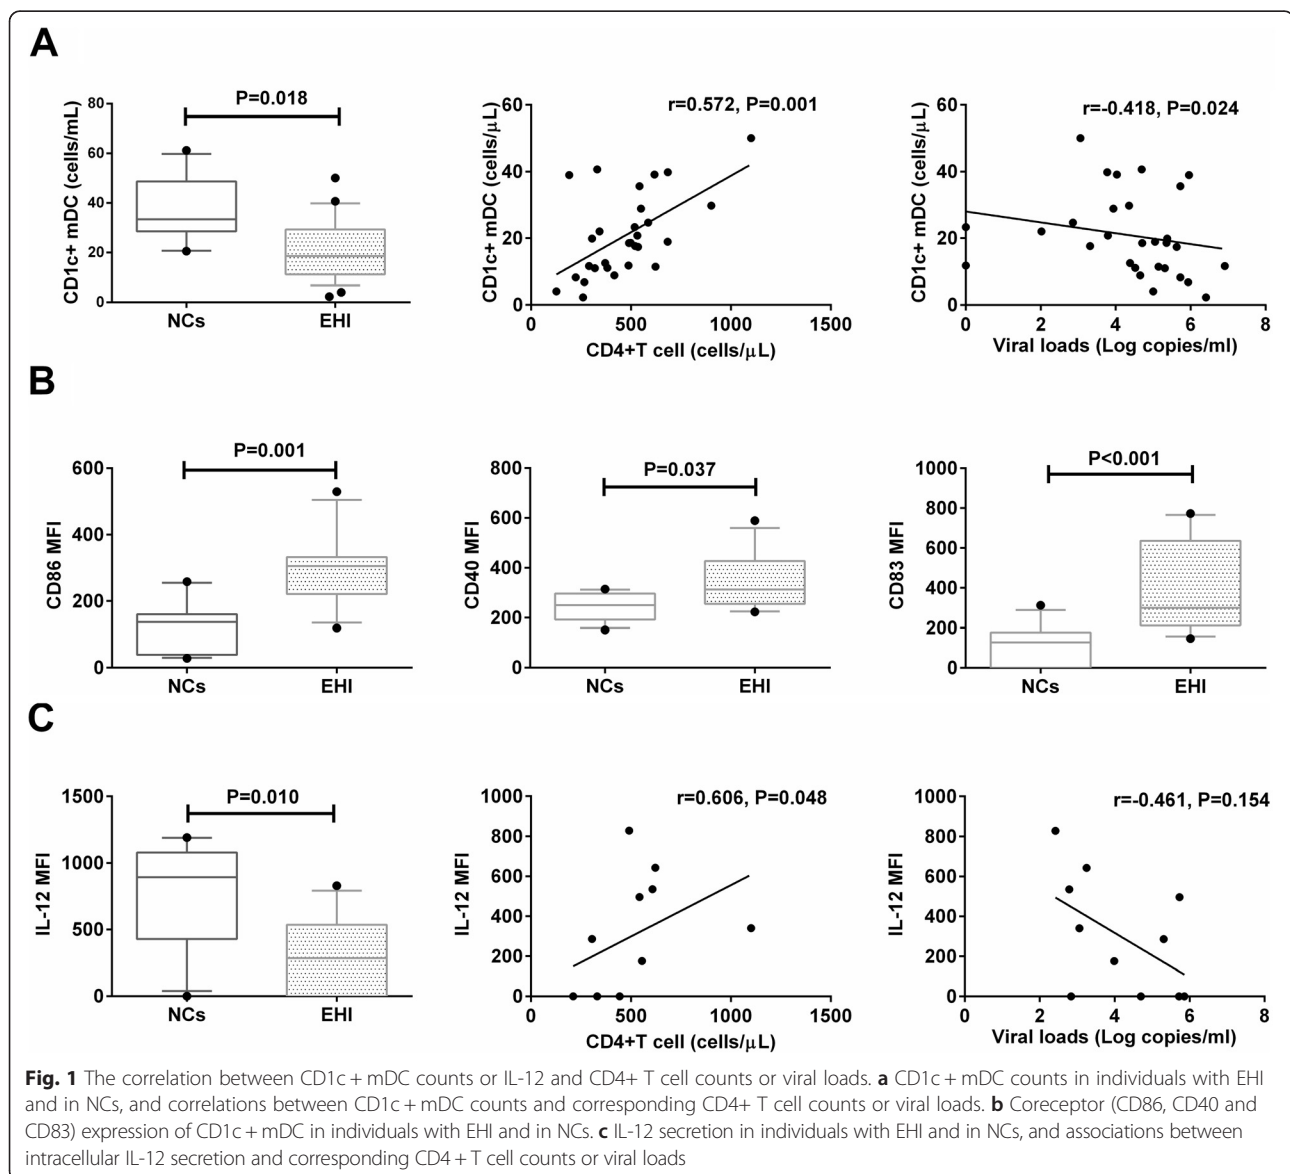 A
P=0.018
CD1c+ mDC (cells/mL)
80
60
40
20
0
NCs
EHI
r=0.572, P=0.001
CD1c+ mDC (cells/μL)
60
40
20
0
0
500
1000
1500
CD4+T cell (cells/μL)
r=-0.418, P=0.024
CD1c+ mDC (cells/μL)
60
40
20
0
0
2
4
6
8
Viral loads (Log copies/ml)
B
P=0.001
CD86 MFI
600
400
200
0
NCs
EHI
P=0.037
CD40 MFI
800
600
400
200
0
NCs
EHI
P<0.001
CD83 MFI
1000
800
600
400
200
0
NCs
EHI
C
P=0.010
IL-12 MFI
1500
1000
500
0
NCs
EHI
r=0.606, P=0.048
IL-12 MFI
1000
800
600
400
200
0
500
1000
1500
CD4+T cell (cells/μL)
r=-0.461, P=0.154
IL-12 MFI
1000
800
600
400
200
0
0
2
4
6
8
Viral loads (Log copies/ml)
Fig. 1 The correlation between CD1c + mDC counts or IL-12 and CD4+ T cell counts or viral loads. a CD1c + mDC counts in individuals with EHI
and in NCs, and correlations between CD1c + mDC counts and corresponding CD4+ T cell counts or viral loads. b Coreceptor (CD86, CD40 and
CD83) expression of CD1c + mDC in individuals with EHI and in NCs. c IL-12 secretion in individuals with EHI and in NCs, and associations between
intracellular IL-12 secretion and corresponding CD4 + T cell counts or viral loads